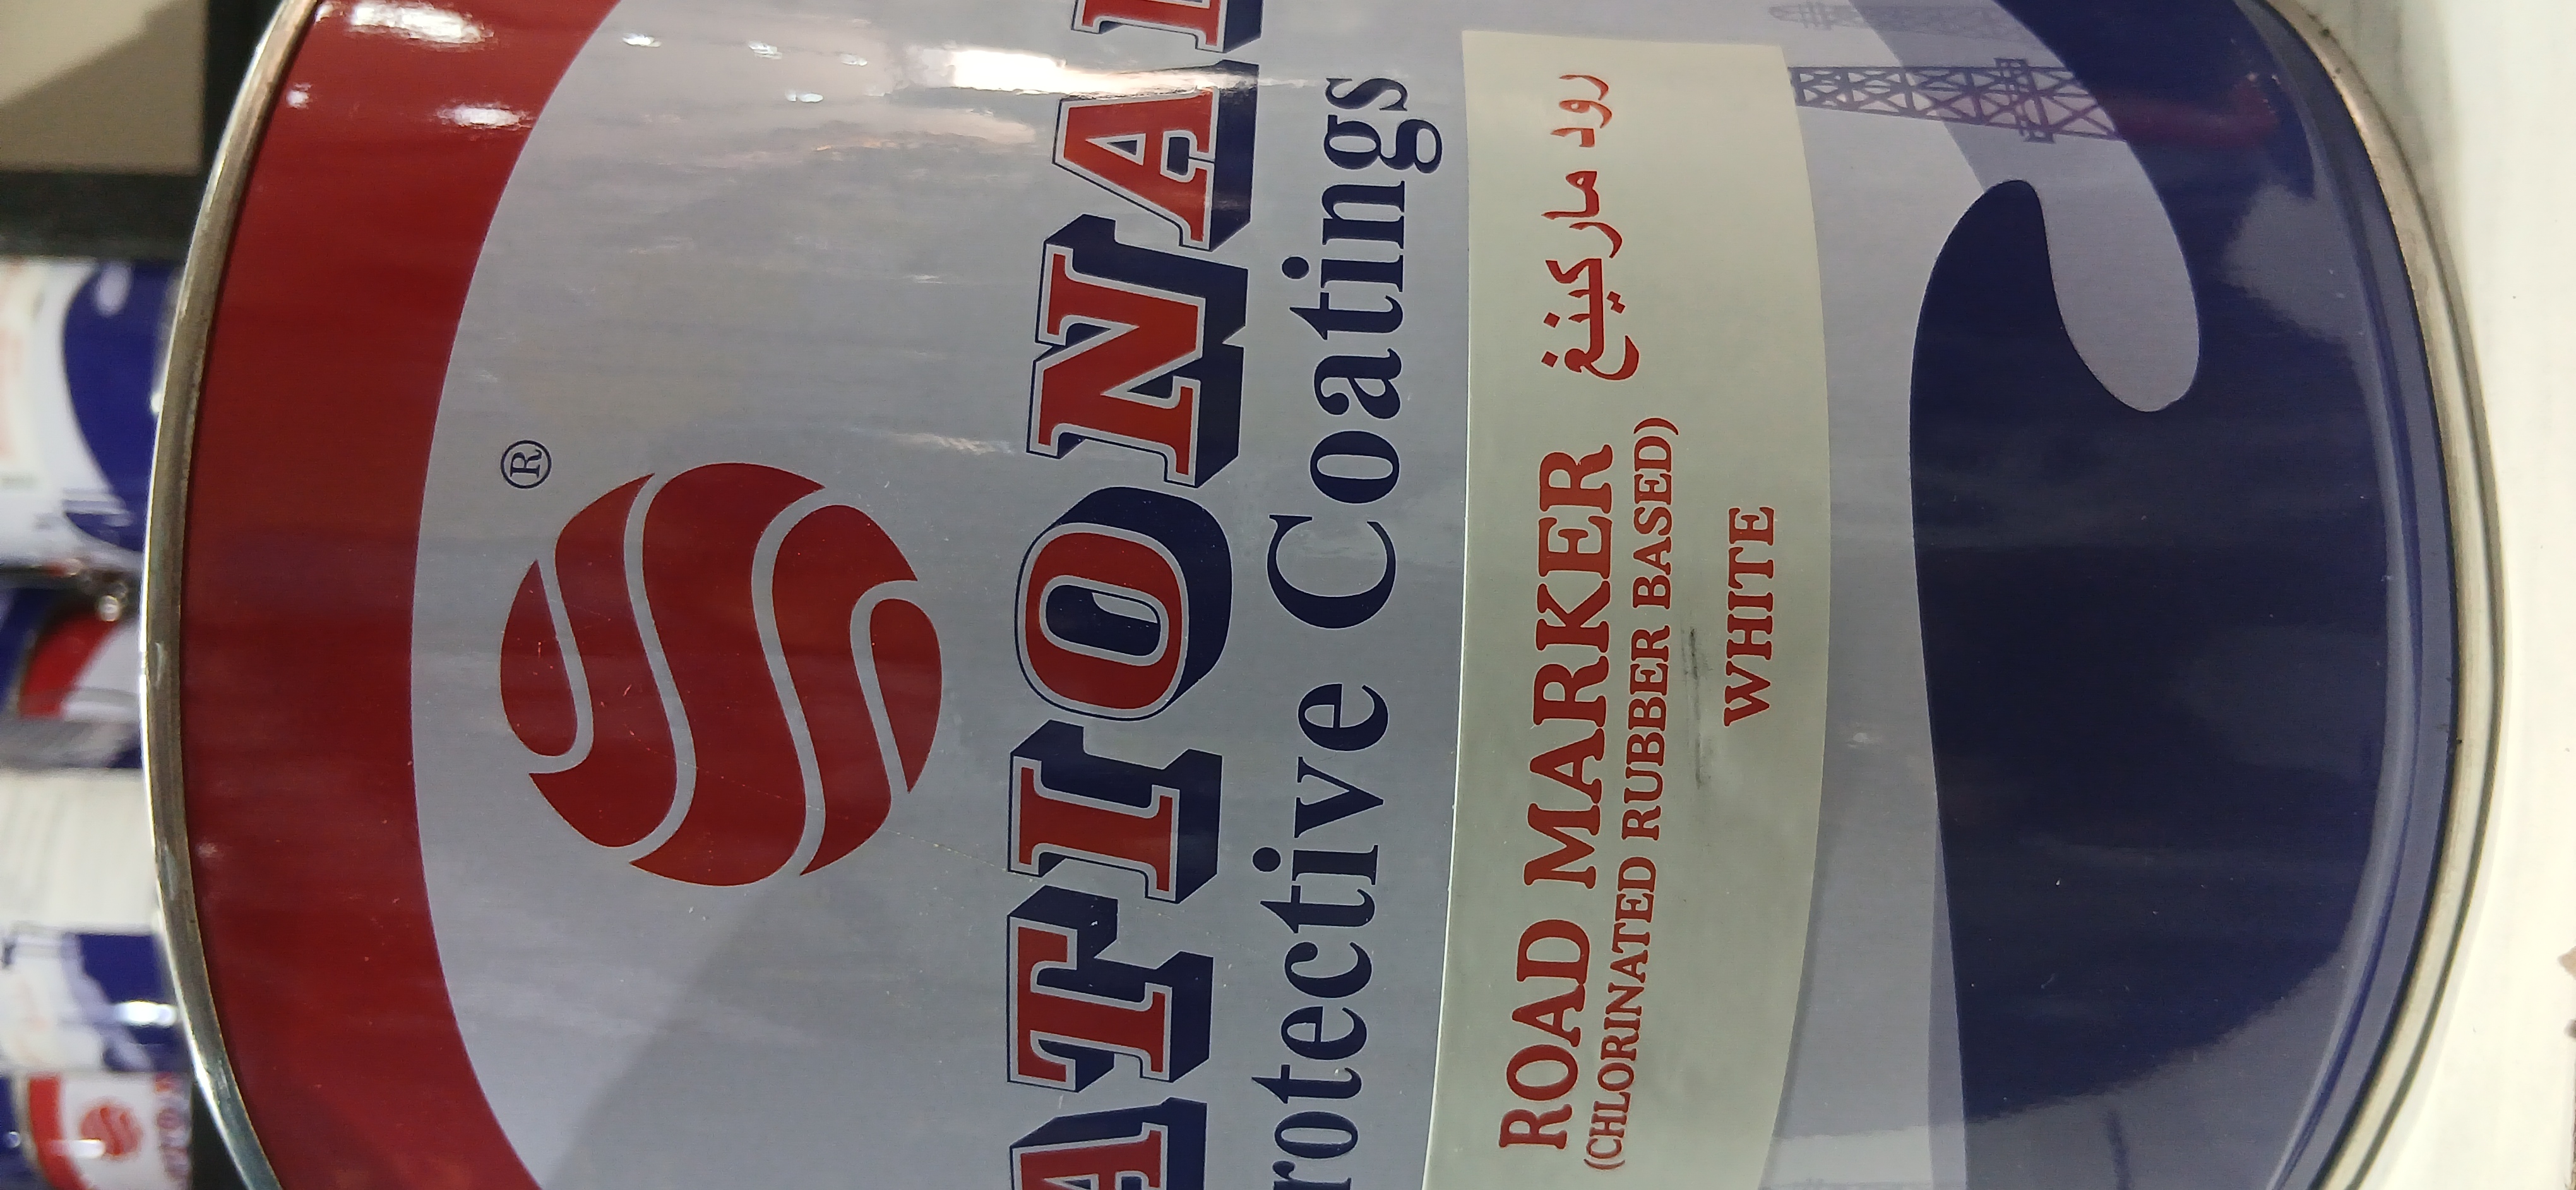 ®
ATIONAL
rotective Coatings
ROAD MARKER رود ماركينغ
(CHLORINATED RUBBER BASED)
WHITE